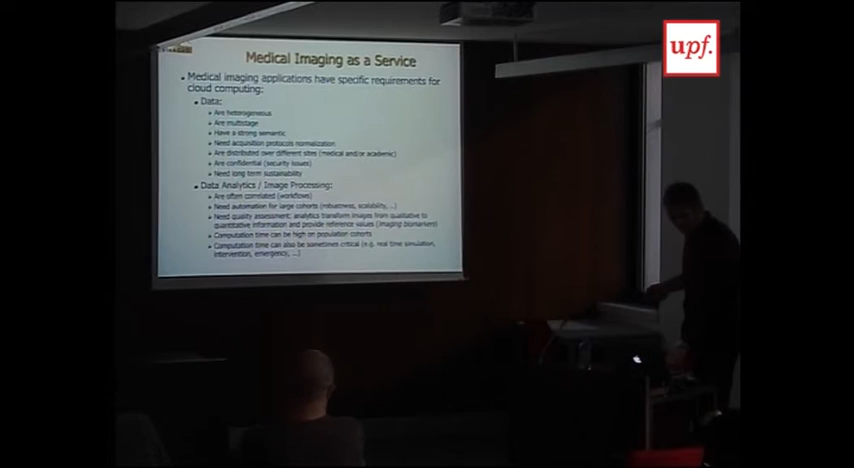 upf.
Medical Imaging as a Service
Medical imaging applications have specific requirements for
cloud computing:
Data:
Are heterogeneous
Are multistage
Have a strong semantic
Need acquisition protocols normalization
Are distributed over different sites (medical and/or academic)
Are confidential (security issues)
Need long term sustainability
Data Analytics / Image Processing:
Are often correlated (workflows)
Need automation for large cohorts (robustness, scalability, ...)
Need quality assessment: analytics transform images from qualitative to
quantitative information and provide reference values (imaging biomarkers)
Computation time can be high on population cohorts
Computation time can also be sometimes critical (e.g. real time simulation,
intervention, emergency, ...)